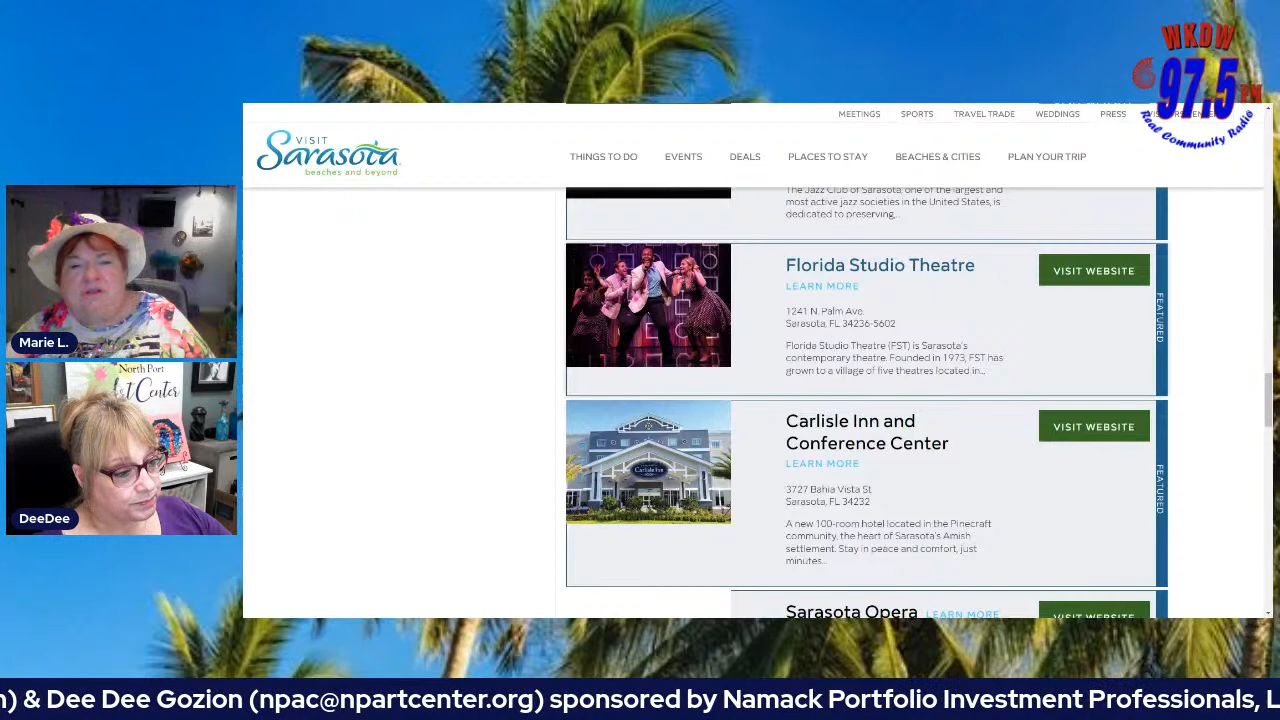 WKDW
97.5 FM
Real Community Radio
MEETINGS SPORTS TRAVEL TRADE WEDDINGS PRESS
VISIT
Sarasota
beaches and beyond
THINGS TO DO EVENTS DEALS PLACES TO STAY BEACHES & CITIES PLAN YOUR TRIP
The Jazz Club of Sarasota, one of the largest and
most active jazz societies in the United States, is
dedicated to preserving,...
Florida Studio Theatre
LEARN MORE
VISIT WEBSITE
FEATURED
1241 N. Palm Ave.
Sarasota, FL 34236-5602
Florida Studio Theatre (FST) is Sarasota's
contemporary theatre. Founded in 1973, FST has
grown to a village of five theatres located in...
Carlisle Inn
Carlisle Inn and
Conference Center
LEARN MORE
VISIT WEBSITE
FEATURED
3727 Bahia Vista St
Sarasota, FL 34232
A new 100-room hotel located in the Pinecraft
community, the heart of Sarasota's Amish
settlement. Stay in peace and comfort, just
minutes...
Sarasota Opera LEARN MORE
VISIT WEBSITE
Marie L.
North Port
Art Center
DeeDee
) & Dee Dee Gozion (npac@npartcenter.org) sponsored by Namack Portfolio Investment Professionals, L